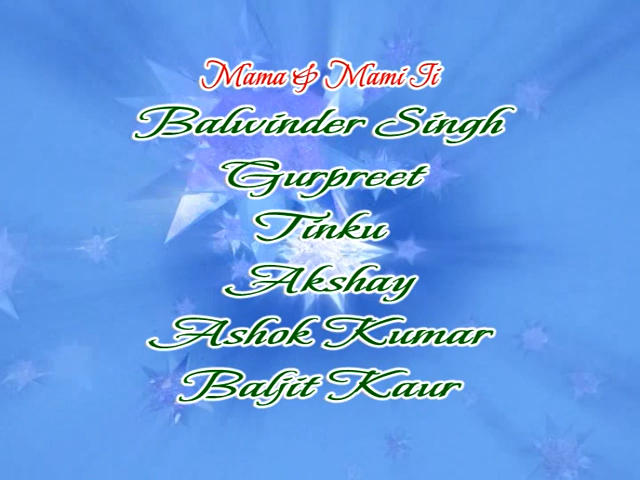 Mama & Mami Ji
Balwinder Singh
Gurpreet
Tinku
Akshay
Ashok Kumar
Baljit Kaur